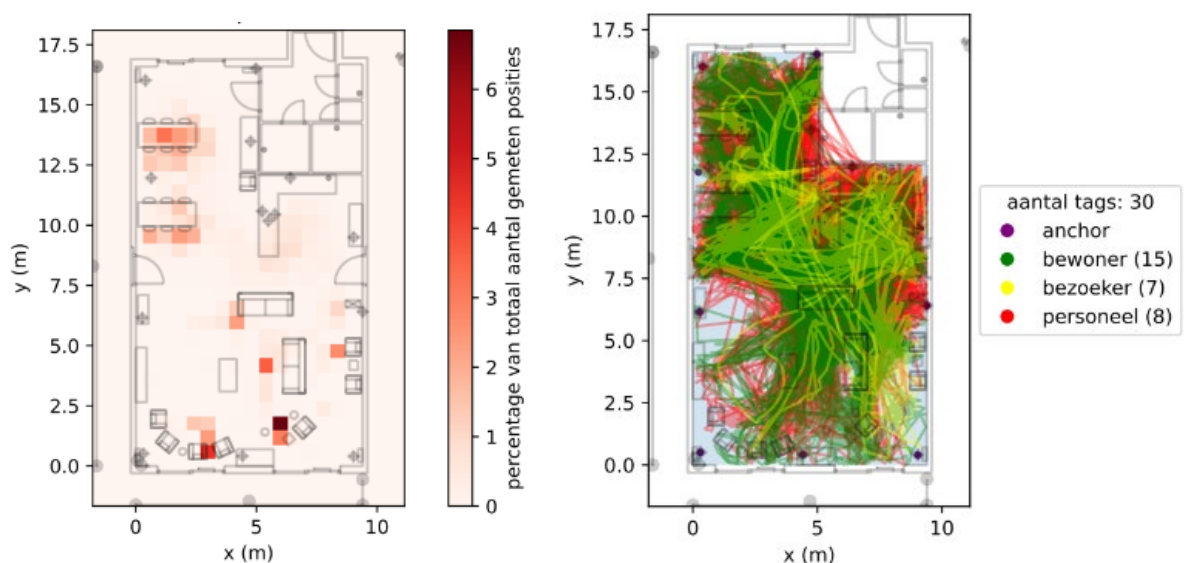 17.5
15.0
12.5
10.0
7.5
5.0
2.5
0.0
y (m)
0
5
10
x (m)
6
5
4
3
2
1
0
percentage van totaal aantal gemeten posities
17.5
15.0
12.5
10.0
7.5
5.0
2.5
0.0
y (m)
0
5
10
x (m)
aantal tags: 30
anchor
bewoner (15)
bezoeker (7)
personeel (8)